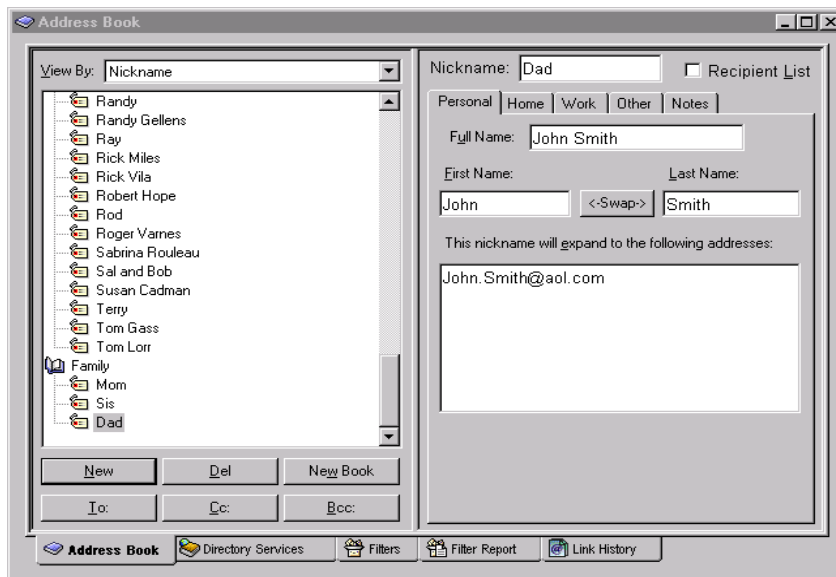 Address Book
View By: Nickname
Randy
Randy Gellens
Ray
Rick Miles
Rick Vila
Robert Hope
Rod
Roger Varnes
Sabrina Rouleau
Sal and Bob
Susan Cadman
Terry
Tom Gass
Tom Lorr
Family
Mom
Sis
Dad
New Del New Book
To: Cc: Bcc:
Nickname: Dad Recipient List
Personal Home Work Other Notes
Full Name: John Smith
First Name: Last Name:
John <-Swap-> Smith
This nickname will expand to the following addresses:
John.Smith@aol.com
Address Book Directory Services Filters Filter Report Link History